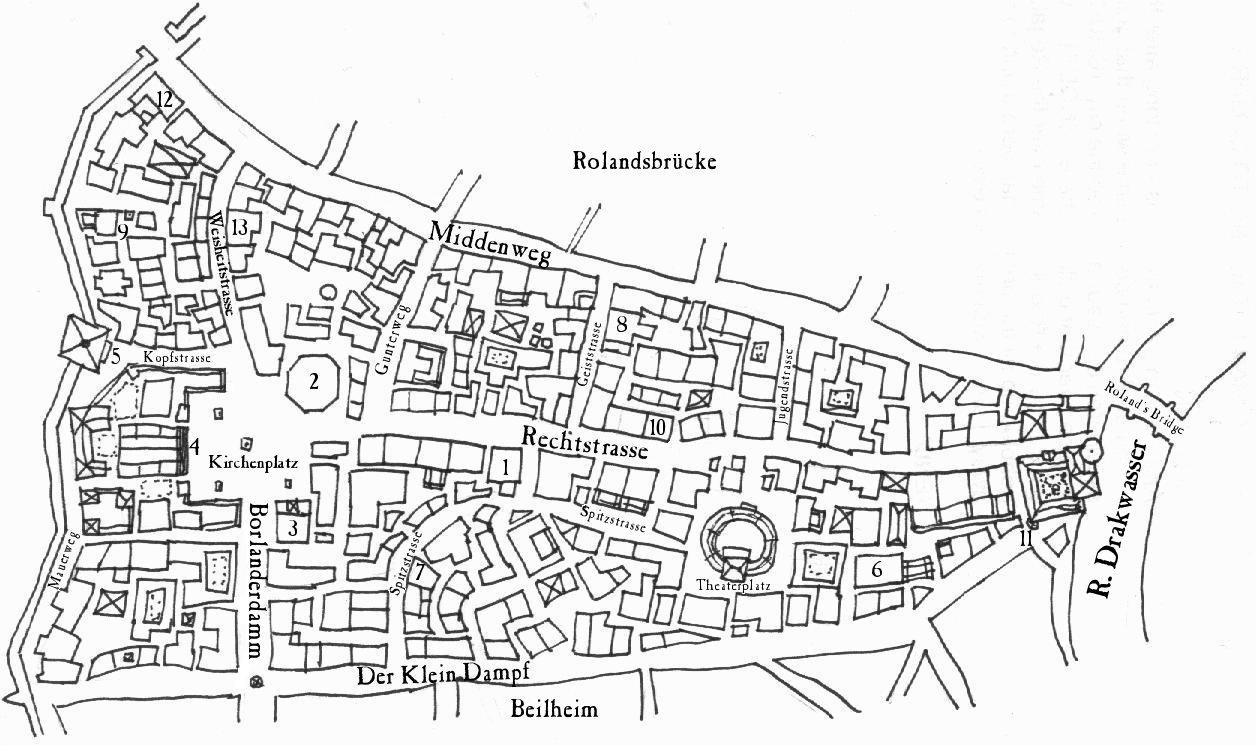 12
Rolandsbrücke
9
Weisheitstrasse
13
Middenweg
5
Kopfstrasse
2
Gunterweg
Geiststrasse
8
Jugendstrasse
Roland's Bridge
4
Kirchenplatz
Rechtstrasse
10
1
R. Drakwasser
3
Borlanderdamm
Spitzstrasse
Spitzstrasse
7
Mauerweg
Theaterplatz
6
11
Der Klein Dampf
Beilheim